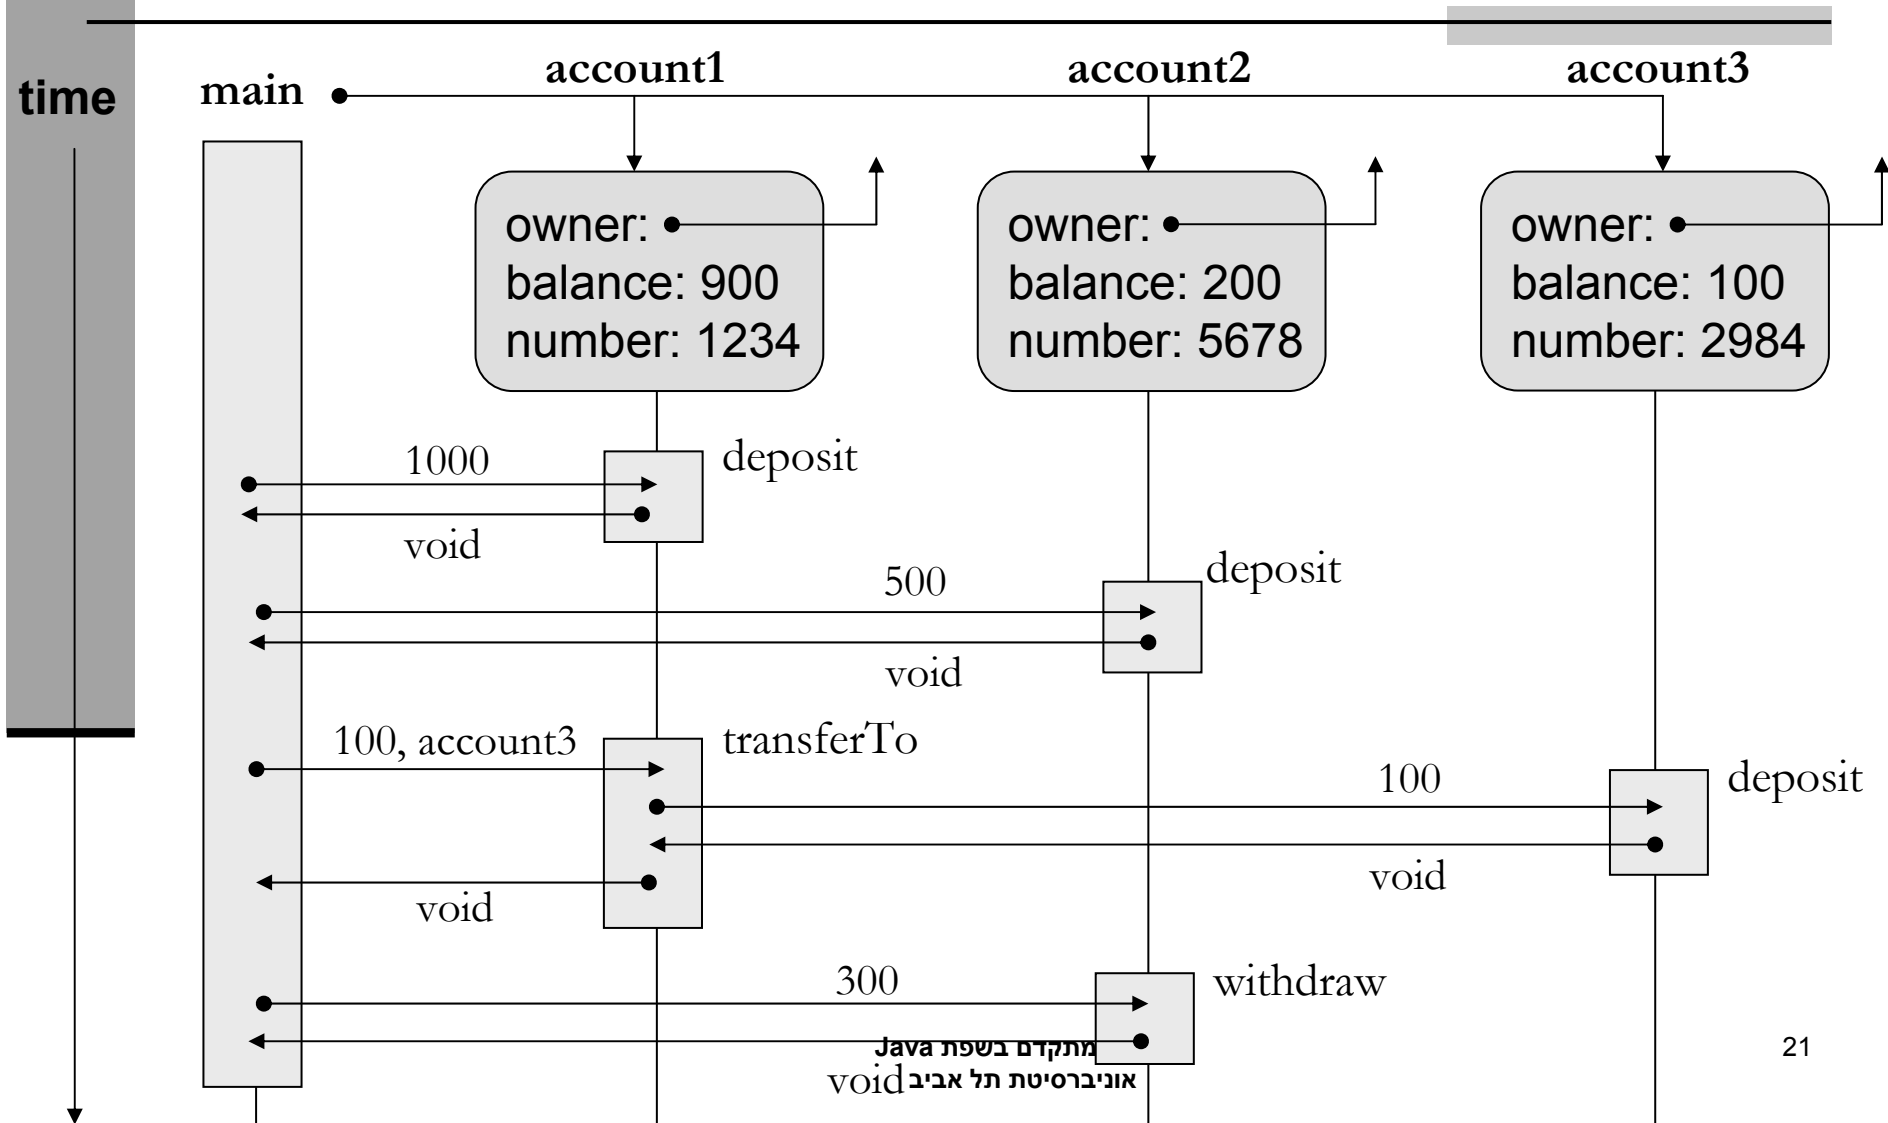 time
main
account1
account2
account3
owner:
balance: 900
number: 1234
owner:
balance: 200
number: 5678
owner:
balance: 100
number: 2984
1000
deposit
void
500
deposit
void
100, account3
transferTo
100
deposit
void
void
300
withdraw
void
מתקדם בשפת Java
אוניברסיטת תל אביב
21